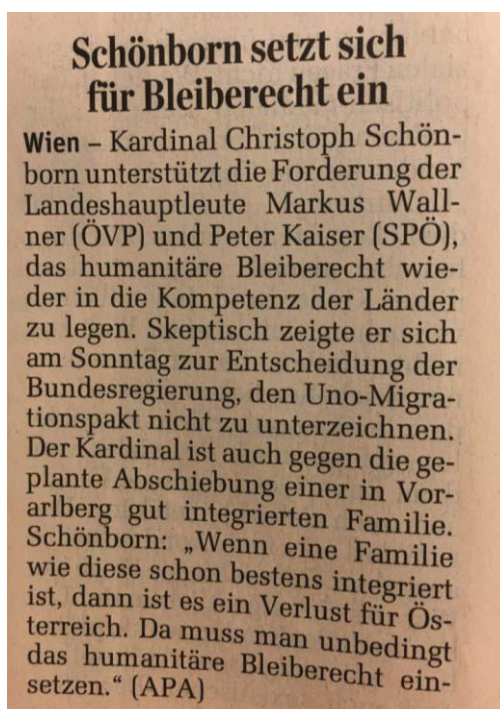 Schönborn setzt sich
für Bleiberecht ein
Wien – Kardinal Christoph Schön-
born unterstützt die Forderung der
Landeshauptleute Markus Wall-
ner (ÖVP) und Peter Kaiser (SPÖ),
das humanitäre Bleiberecht wie-
der in die Kompetenz der Länder
zu legen. Skeptisch zeigte er sich
am Sonntag zur Entscheidung der
Bundesregierung, den Uno-Migra-
tionspakt nicht zu unterzeichnen.
Der Kardinal ist auch gegen die ge-
plante Abschiebung einer in Vor-
arlberg gut integrierten Familie.
Schönborn: „Wenn eine Familie
wie diese schon bestens integriert
ist, dann ist es ein Verlust für Ös-
terreich. Da muss man unbedingt
das humanitäre Bleiberecht ein-
setzen.“ (APA)